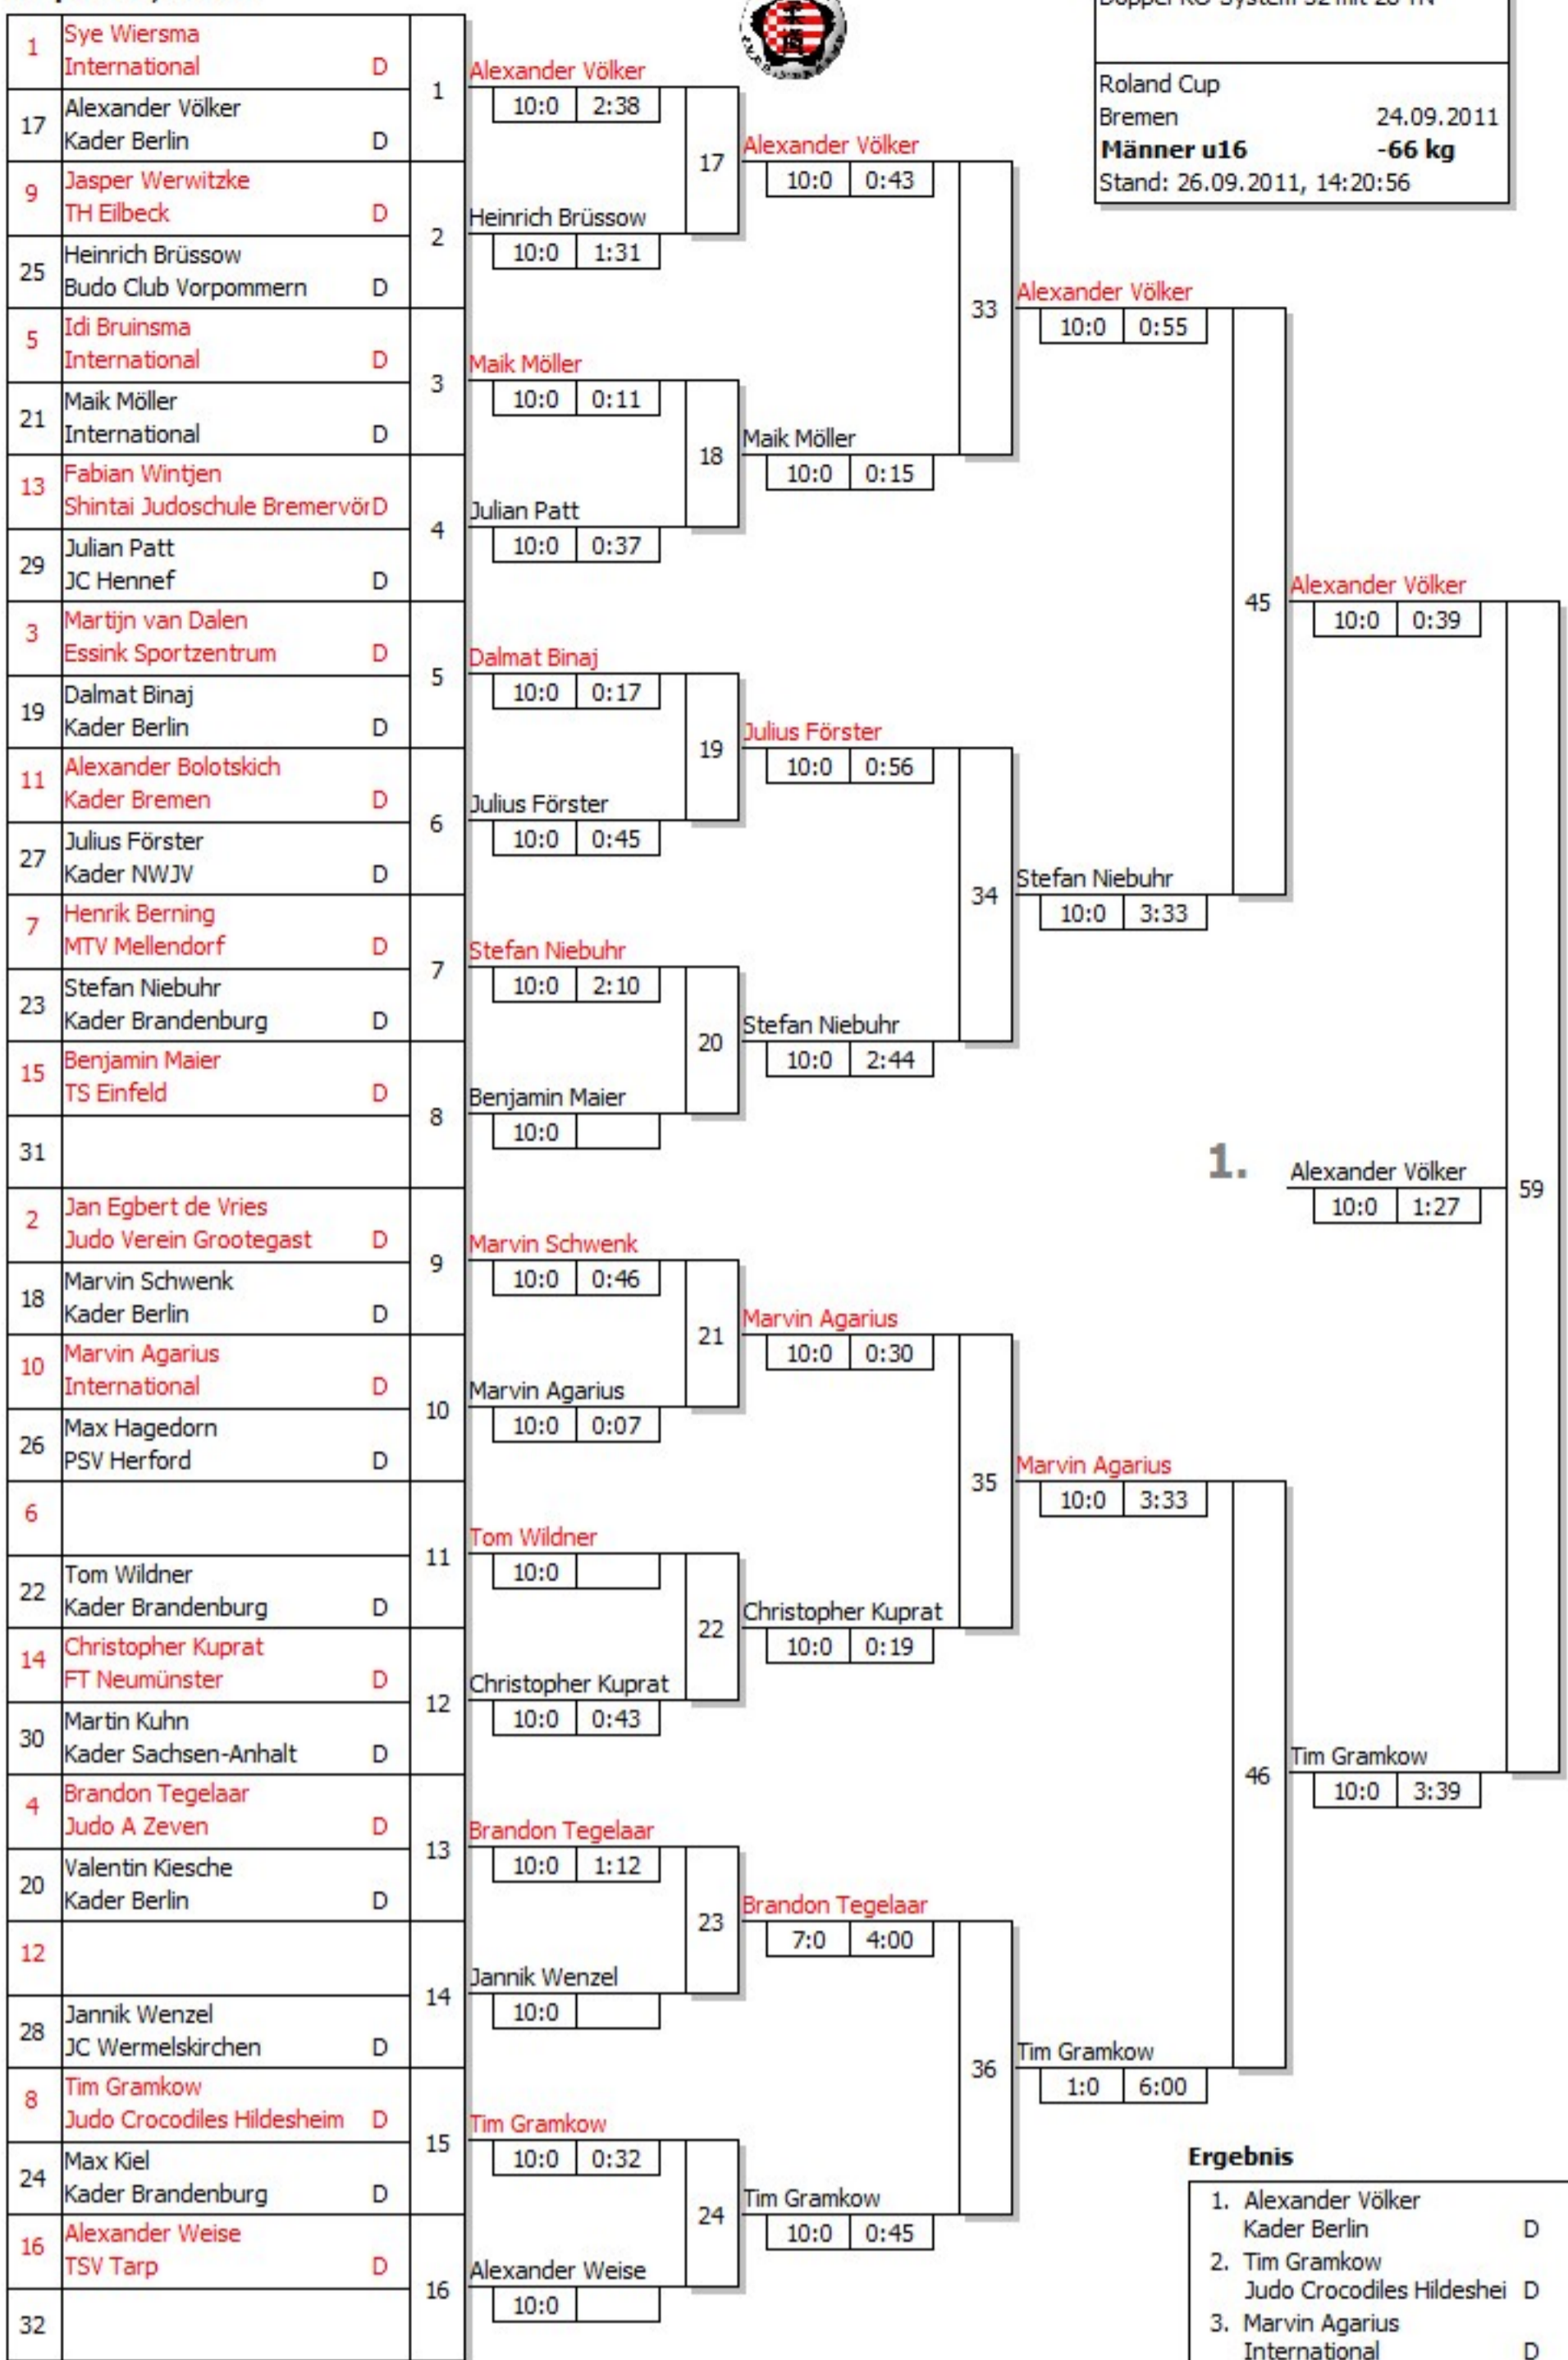 Roland Cup
Bremen 24.09.2011
Männer u16 -66 kg
Stand: 26.09.2011, 14:20:56
1 Sye Wiersma
International D
17 Alexander Völker
Kader Berlin D
9 Jasper Werwitzke
TH Eilbeck D
25 Heinrich Brüssow
Budo Club Vorpommern D
5 Idi Bruinsma
International D
21 Maik Möller
International D
13 Fabian Wintjen
Shintai Judoschule Bremervör D
29 Julian Patt
JC Hennef D
3 Martijn van Dalen
Essink Sportzentrum D
19 Dalmat Binaj
Kader Berlin D
11 Alexander Bolotskich
Kader Bremen D
27 Julius Förster
Kader NWJV D
7 Henrik Berning
MTV Mellendorf D
23 Stefan Niebuhr
Kader Brandenburg D
15 Benjamin Maier
TS Einfeld D
31
2 Jan Egbert de Vries
Judo Verein Grootegast D
18 Marvin Schwenk
Kader Berlin D
10 Marvin Agarius
International D
26 Max Hagedorn
PSV Herford D
6
22 Tom Wildner
Kader Brandenburg D
14 Christopher Kuprat
FT Neumünster D
30 Martin Kuhn
Kader Sachsen-Anhalt D
4 Brandon Tegelaar
Judo A Zeven D
20 Valentin Kiesche
Kader Berlin D
12
28 Jannik Wenzel
JC Wermelskirchen D
8 Tim Gramkow
Judo Crocodiles Hildesheim D
24 Max Kiel
Kader Brandenburg D
16 Alexander Weise
TSV Tarp D
32
1
Alexander Völker
10:0 2:38
2
Heinrich Brüssow
10:0 1:31
3
Maik Möller
10:0 0:11
4
Julian Patt
10:0 0:37
5
Dalmat Binaj
10:0 0:17
6
Julius Förster
10:0 0:45
7
Stefan Niebuhr
10:0 2:10
8
Benjamin Maier
10:0
9
Marvin Schwenk
10:0 0:46
10
Marvin Agarius
10:0 0:07
11
Tom Wildner
10:0
12
Christopher Kuprat
10:0 0:43
13
Brandon Tegelaar
10:0 1:12
14
Jannik Wenzel
10:0
15
Tim Gramkow
10:0 0:32
16
Alexander Weise
10:0
17
Alexander Völker
10:0 0:43
18
Maik Möller
10:0 0:15
19
Julius Förster
10:0 0:56
20
Stefan Niebuhr
10:0 2:44
21
Marvin Agarius
10:0 0:30
22
Christopher Kuprat
10:0 0:19
23
Brandon Tegelaar
7:0 4:00
24
Tim Gramkow
10:0 0:45
33
Alexander Völker
10:0 0:55
34
Stefan Niebuhr
10:0 3:33
35
Marvin Agarius
10:0 3:33
36
Tim Gramkow
1:0 6:00
45
Alexander Völker
10:0 0:39
46
Tim Gramkow
10:0 3:39
59
1. Alexander Völker
10:0 1:27
Ergebnis
1. Alexander Völker
Kader Berlin D
2. Tim Gramkow
Judo Crocodiles Hildeshei D
3. Marvin Agarius
International D